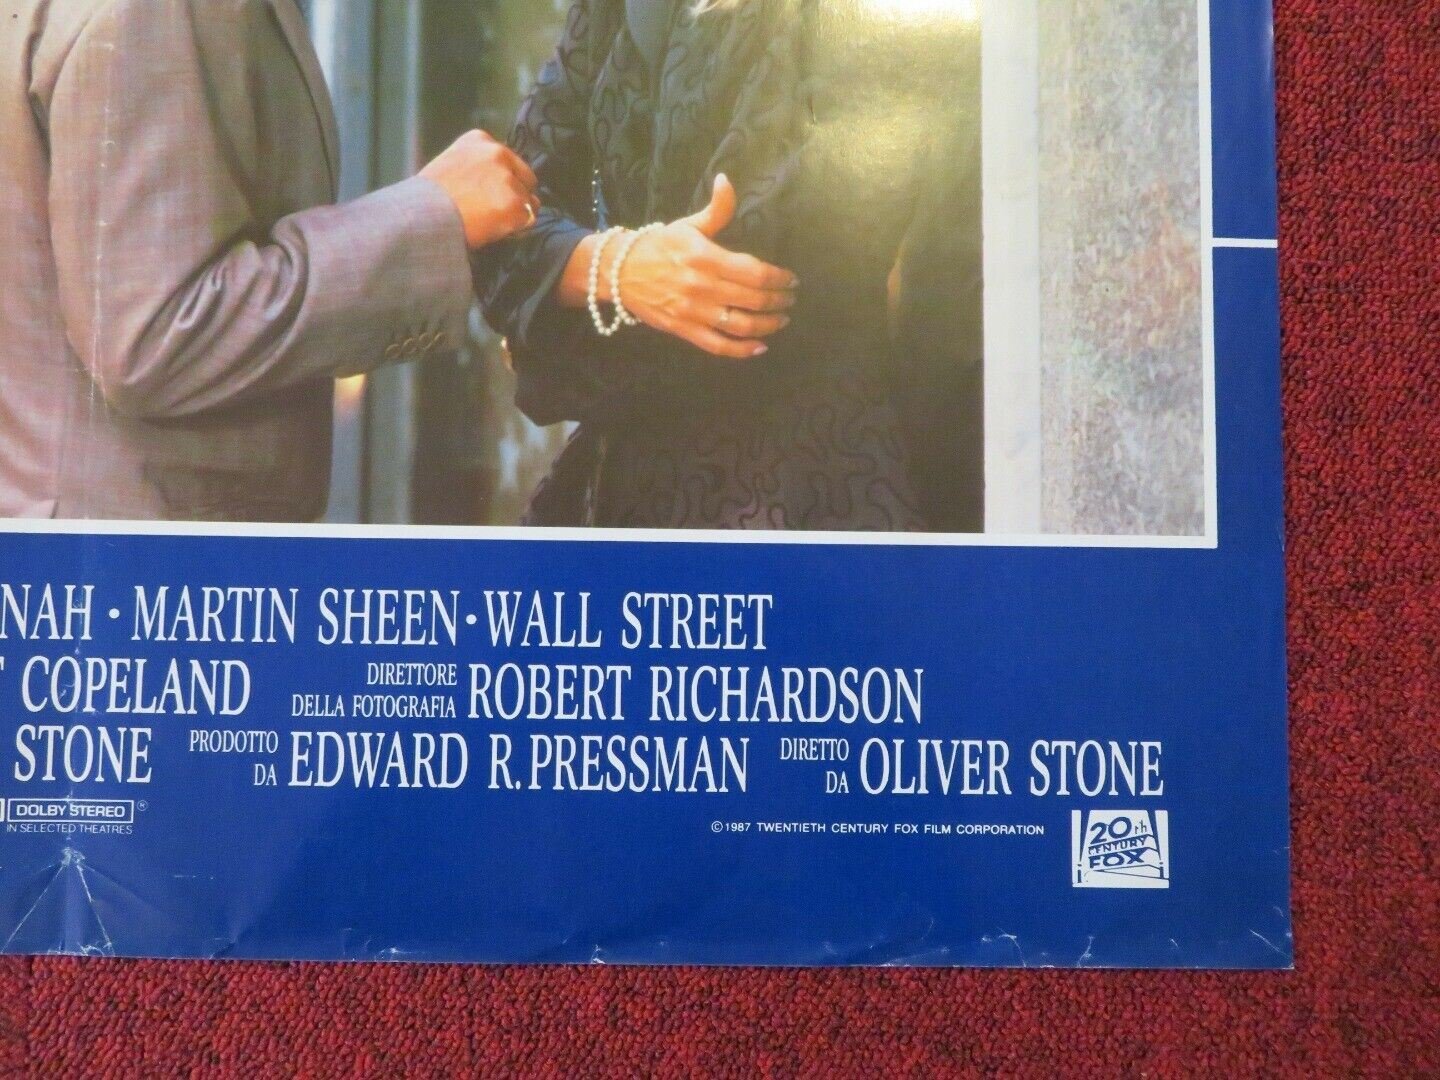 NAH · MARTIN SHEEN · WALL STREET
COPELAND DIRETTORE DELLA FOTOGRAFIA ROBERT RICHARDSON
STONE PRODOTTO DA EDWARD R. PRESSMAN DIRETTO DA OLIVER STONE
DOLBY STEREO ®
IN SELECTED THEATRES
© 1987 TWENTIETH CENTURY FOX FILM CORPORATION
20th
CENTURY
FOX